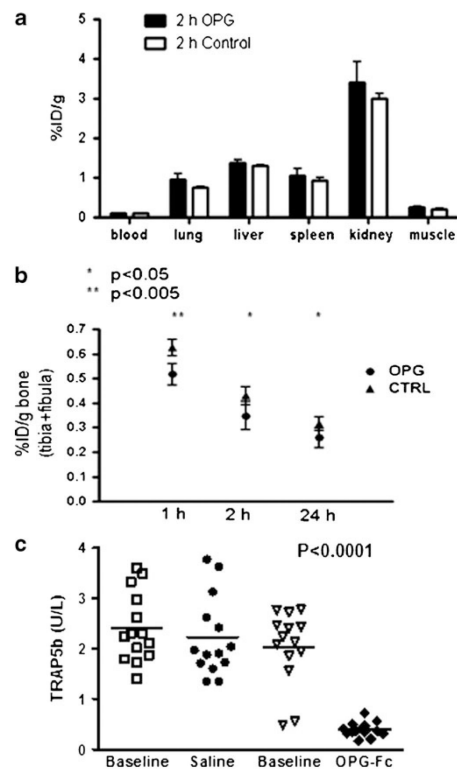 a
2 h OPG
2 h Control
%ID/g
5
4
3
2
1
0
blood lung liver spleen kidney muscle
b
* p<0.05
** p<0.005
** * *
%ID/g bone
(tibia+fibula)
0.7
0.6
0.5
0.4
0.3
0.2
0.1
0.0
OPG
CTRL
1 h 2 h 24 h
c
P<0.0001
TRAP5b (U/L)
4
3
2
1
0
Baseline Saline Baseline OPG-Fc